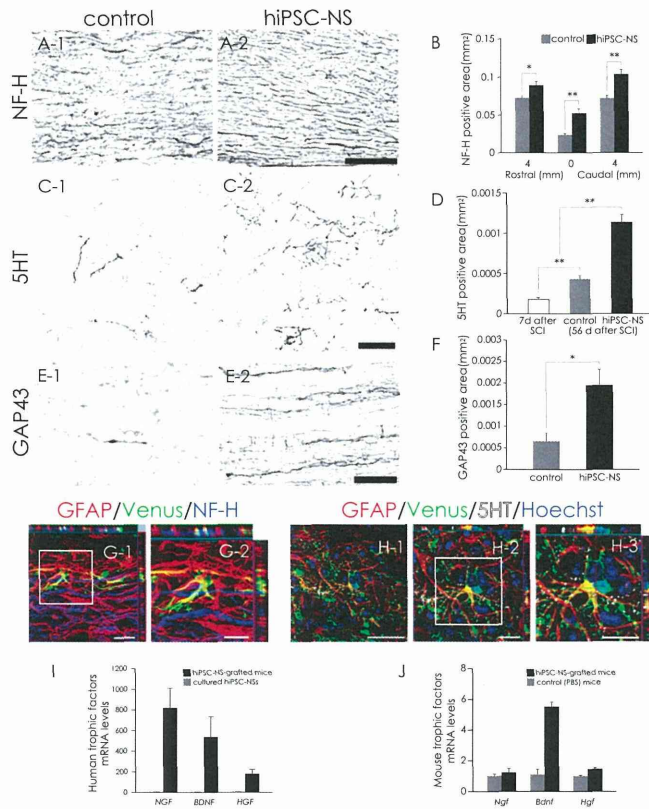 control hiPSC-NS
NF-H
A-1
A-2
B
control hiPSC-NS
NF-H positive area(mm²)
0.15
0.1
0.05
0
*
**
**
4 0 4
Rostral (mm) Caudal (mm)
5HT
C-1
C-2
D
5HT positive area(mm²)
0.0015
0.001
0.0005
0
**
**
7d after SCI
control hiPSC-NS
(56 d after SCI)
GAP43
E-1
E-2
F
GAP43 positive area(mm²)
0.003
0.0025
0.002
0.0015
0.001
0.0005
0
*
control hiPSC-NS
GFAP/Venus/NF-H
G-1
G-2
GFAP/Venus/5HT/Hoechst
H-1
H-2
H-3
I
hiPSC-NS-grafted mice
cultured hiPSC-NSs
Human trophic factors
mRNA levels
1200
1000
800
600
400
200
0
NGF BDNF HGF
J
hiPSC-NS-grafted mice
control (PBS) mice
Mouse trophic factors
mRNA levels
8
6
4
2
0
Ngf Bdnf Hgf